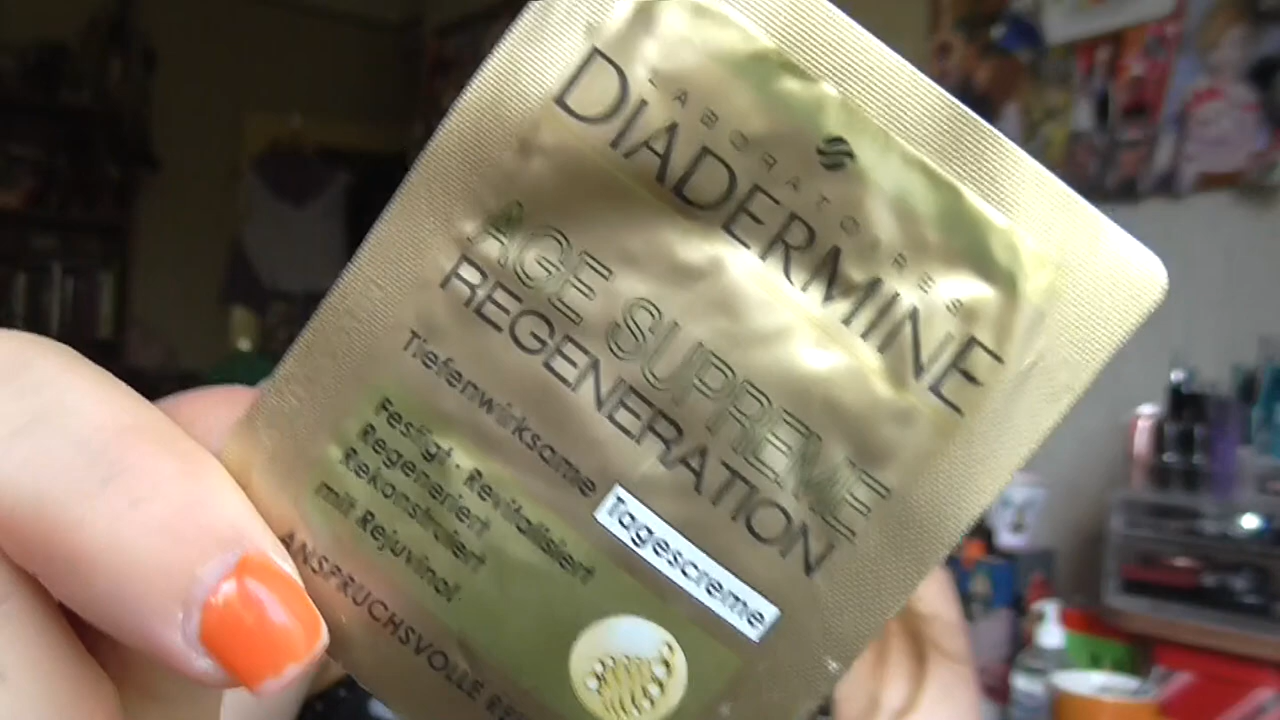 LABORATOIRES
DIADERMINE
AGE SUPREME
REGENERATION
Tiefenwirksame Tagescreme
Festigt · Revitalisiert
Regeneriert
Rekonstruiert
mit Rejuvinol
ANSPRUCHSVOLLE